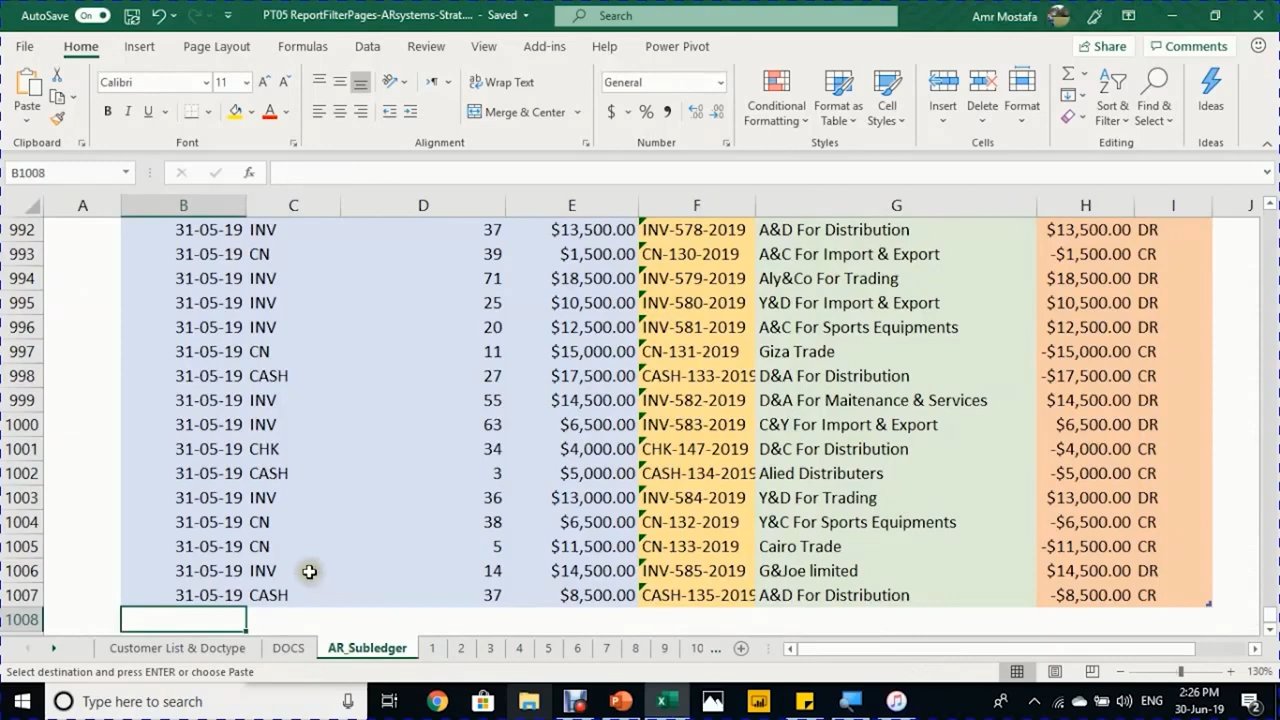 AutoSave On PT05 ReportFilterPages-ARsystems-Strat.... - Saved Search Amr Mostafa
File Home Insert Page Layout Formulas Data Review View Add-ins Help Power Pivot Share Comments
Paste Calibri 11 Wrap Text General Conditional Formatting Format as Table Cell Styles Insert Delete Format Sort & Filter Find & Select Ideas
B I U Merge & Center $ %
Clipboard Font Alignment Number Styles Cells Editing Ideas
B1008 fx
A B C D E F G H I J
992 31-05-19 INV 37 $13,500.00 INV-578-2019 A&D For Distribution $13,500.00 DR
993 31-05-19 CN 39 $1,500.00 CN-130-2019 A&C For Import & Export -$1,500.00 CR
994 31-05-19 INV 71 $18,500.00 INV-579-2019 Aly&Co For Trading $18,500.00 DR
995 31-05-19 INV 25 $10,500.00 INV-580-2019 Y&D For Import & Export $10,500.00 DR
996 31-05-19 INV 20 $12,500.00 INV-581-2019 A&C For Sports Equipments $12,500.00 DR
997 31-05-19 CN 11 $15,000.00 CN-131-2019 Giza Trade -$15,000.00 CR
998 31-05-19 CASH 27 $17,500.00 CASH-133-2019 D&A For Distribution -$17,500.00 CR
999 31-05-19 INV 55 $14,500.00 INV-582-2019 D&A For Maitenance & Services $14,500.00 DR
1000 31-05-19 INV 63 $6,500.00 INV-583-2019 C&Y For Import & Export $6,500.00 DR
1001 31-05-19 CHK 34 $4,000.00 CHK-147-2019 D&C For Distribution -$4,000.00 CR
1002 31-05-19 CASH 3 $5,000.00 CASH-134-2019 Alied Distributers -$5,000.00 CR
1003 31-05-19 INV 36 $13,000.00 INV-584-2019 Y&D For Trading $13,000.00 DR
1004 31-05-19 CN 38 $6,500.00 CN-132-2019 Y&C For Sports Equipments -$6,500.00 CR
1005 31-05-19 CN 5 $11,500.00 CN-133-2019 Cairo Trade -$11,500.00 CR
1006 31-05-19 INV 14 $14,500.00 INV-585-2019 G&Joe limited $14,500.00 DR
1007 31-05-19 CASH 37 $8,500.00 CASH-135-2019 A&D For Distribution -$8,500.00 CR
1008
Customer List & Doctype DOCS AR_Subledger 1 2 3 4 5 6 7 8 9 10 ...
Select destination and press ENTER or choose Paste 130%
Type here to search ENG 2:26 PM
30-Jun-19 2